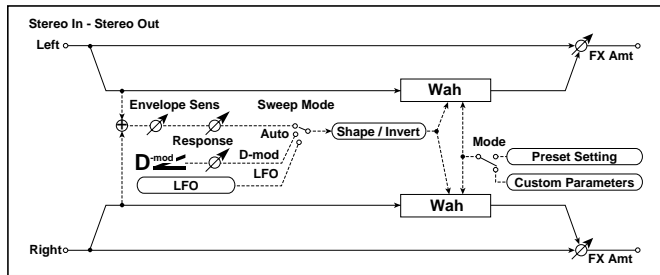 Stereo In - Stereo Out
Left
FX Amt
Wah
Envelope Sens
Sweep Mode
Auto
Response
D-mod
Shape / Invert
D-mod
LFO
LFO
Mode
Preset Setting
Custom Parameters
Wah
Right
FX Amt